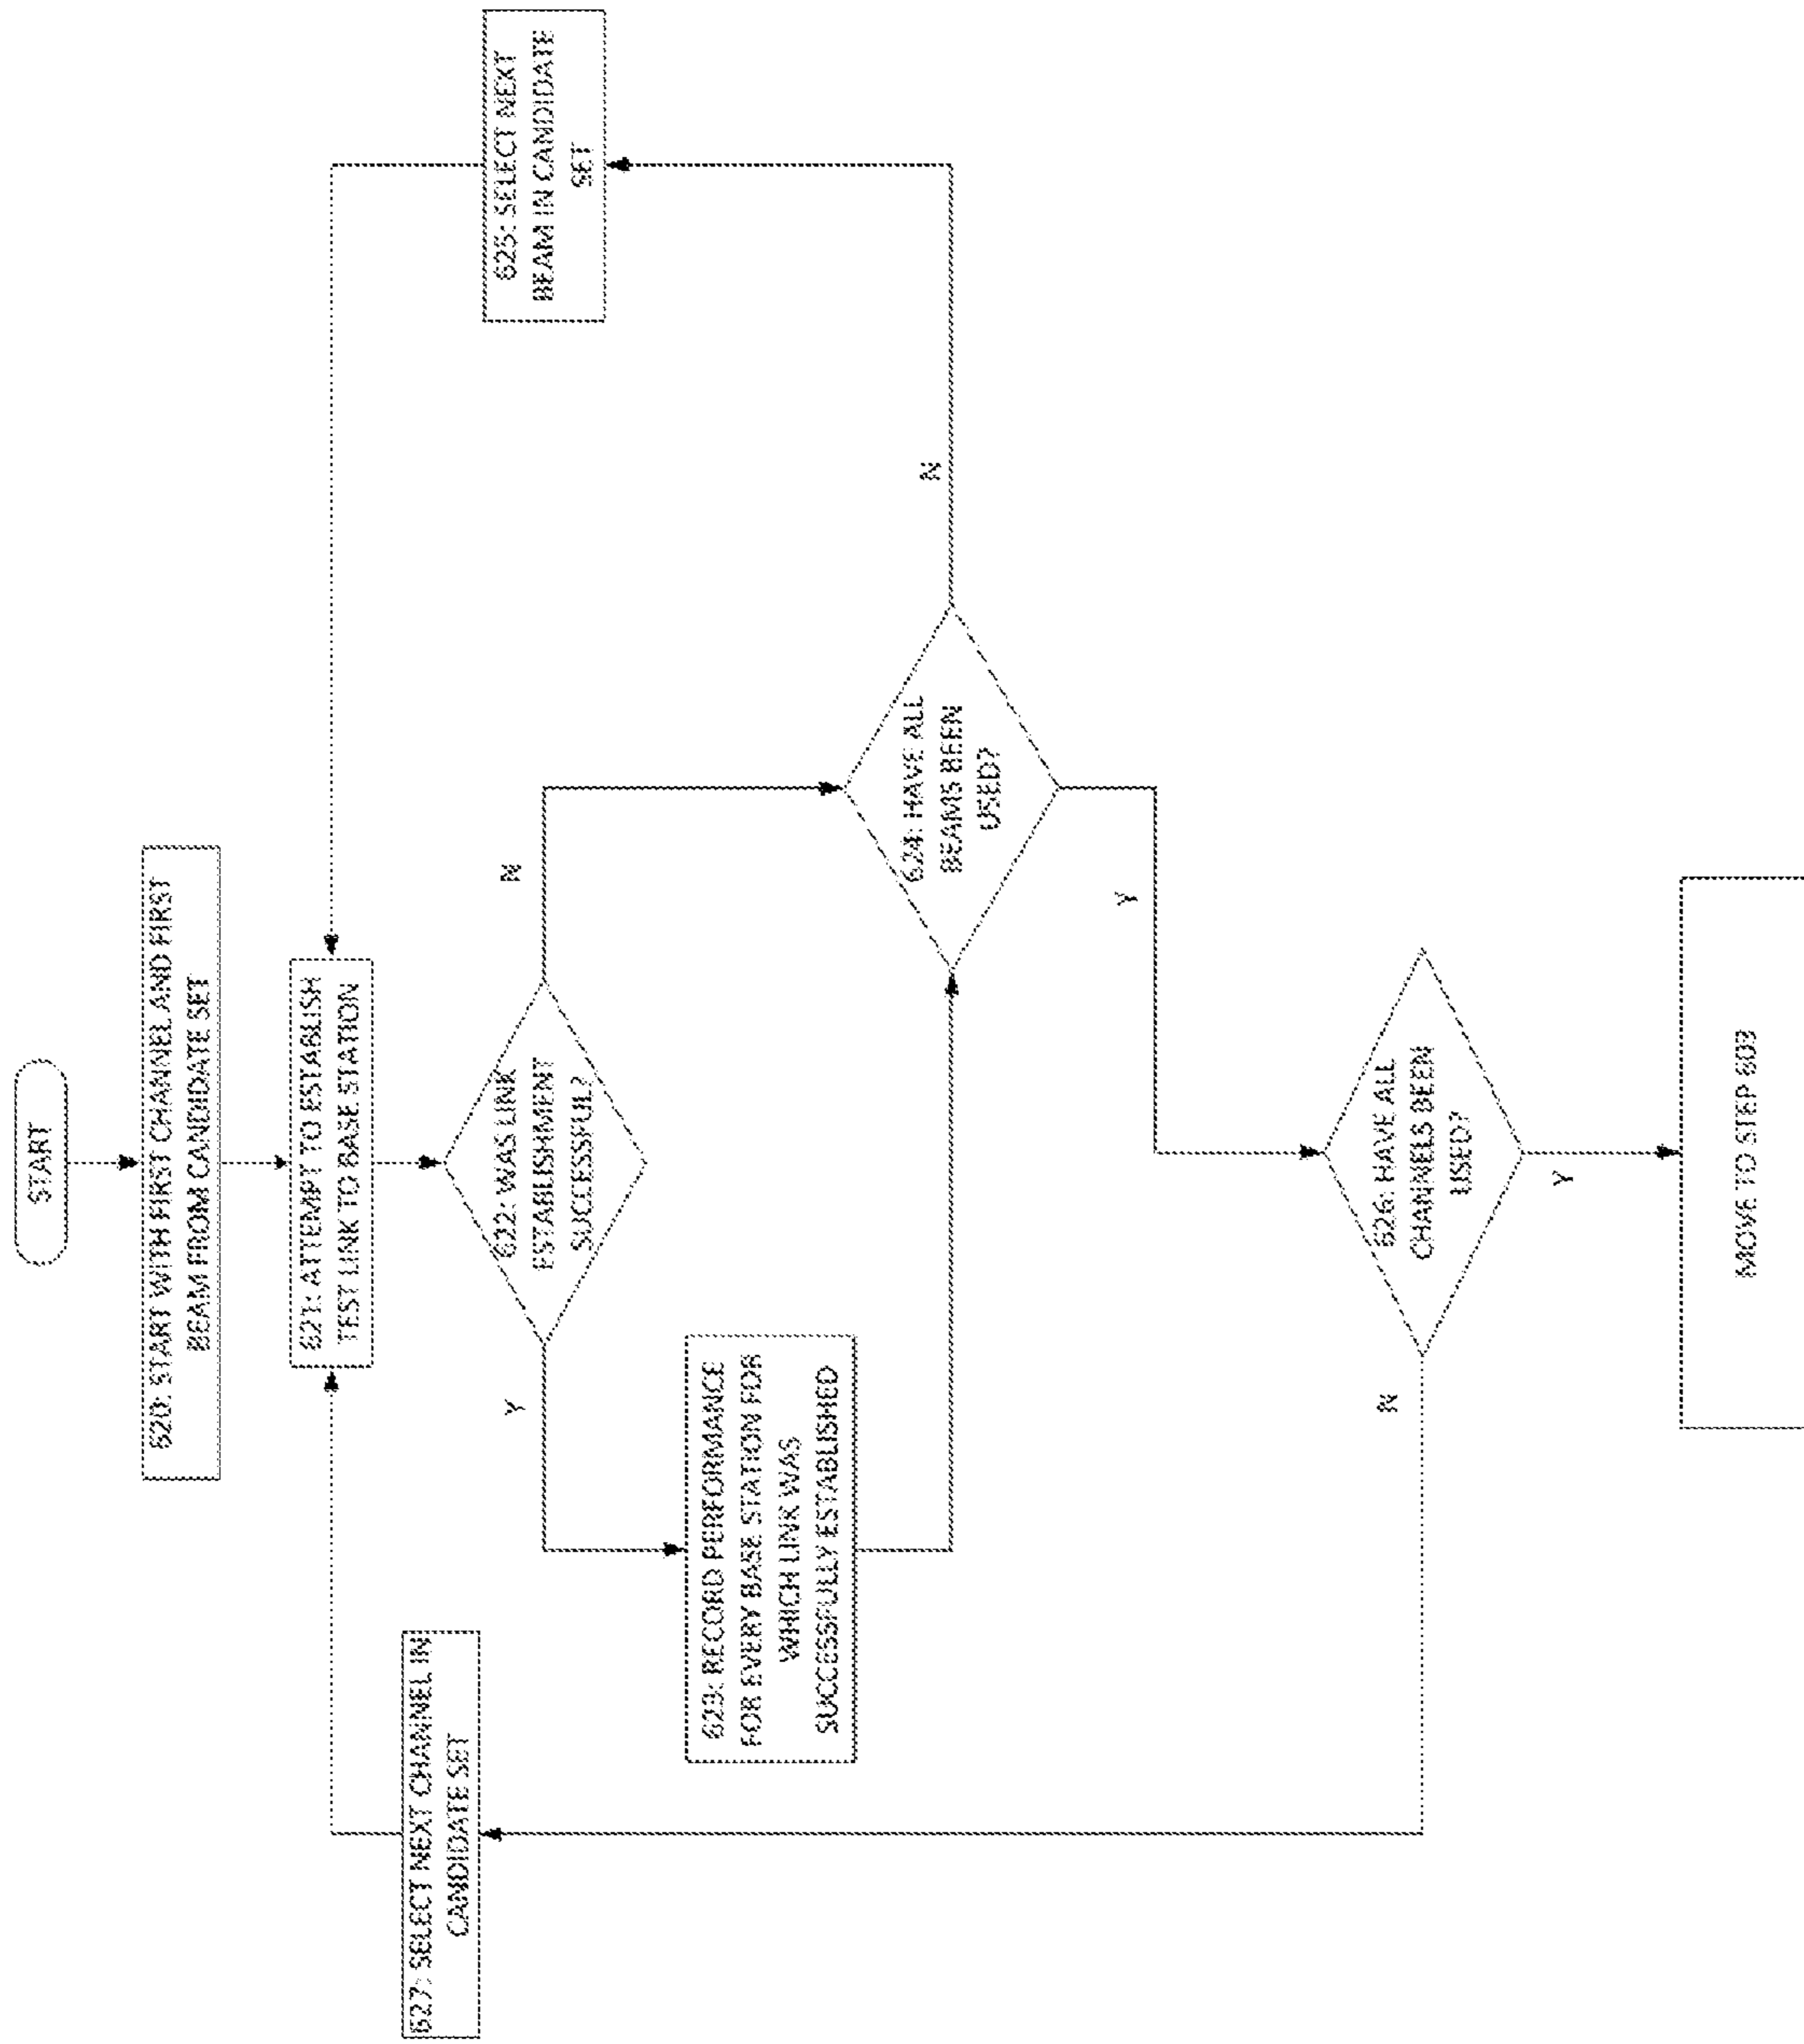 START
620: START WITH FIRST CHANNEL AND FIRST
BEAM FROM CANDIDATE SET
621: ATTEMPT TO ESTABLISH
TEST LINK TO BASE STATION
622: WAS LINK
ESTABLISHMENT
SUCCESSFUL?
Y
N
623: RECORD PERFORMANCE
FOR EVERY BASE STATION FOR
WHICH LINK WAS
SUCCESSFULLY ESTABLISHED
624: HAVE ALL
BEAMS BEEN
USED?
N
Y
625: SELECT NEXT
BEAM IN CANDIDATE
SET
626: HAVE ALL
CHANNELS BEEN
USED?
N
Y
627: SELECT NEXT CHANNEL IN
CANDIDATE SET
MOVE TO STEP 603